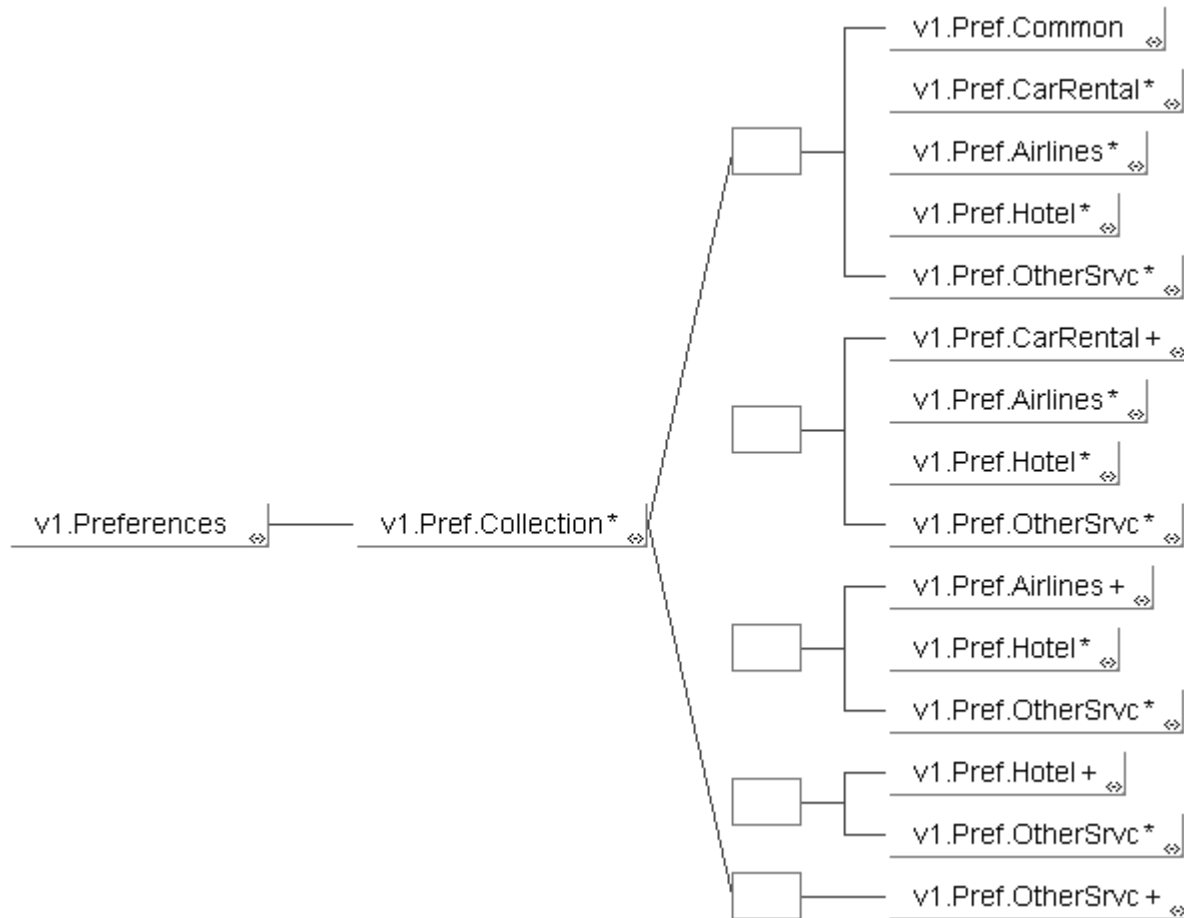 v1.Pref.Common
v1.Pref.CarRental*
v1.Pref.Airlines*
v1.Pref.Hotel*
v1.Pref.OtherSrvc*
v1.Pref.CarRental+
v1.Pref.Airlines*
v1.Pref.Hotel*
v1.Preferences
v1.Pref.Collection*
v1.Pref.OtherSrvc*
v1.Pref.Airlines+
v1.Pref.Hotel*
v1.Pref.OtherSrvc*
v1.Pref.Hotel+
v1.Pref.OtherSrvc*
v1.Pref.OtherSrvc+